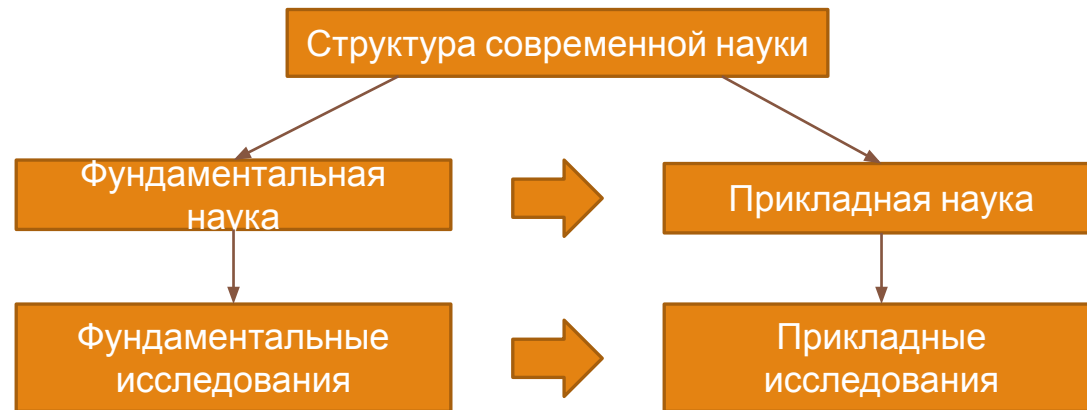 Структура современной науки
Фундаментальная
наука
Прикладная наука
Фундаментальные
исследования
Прикладные
исследования